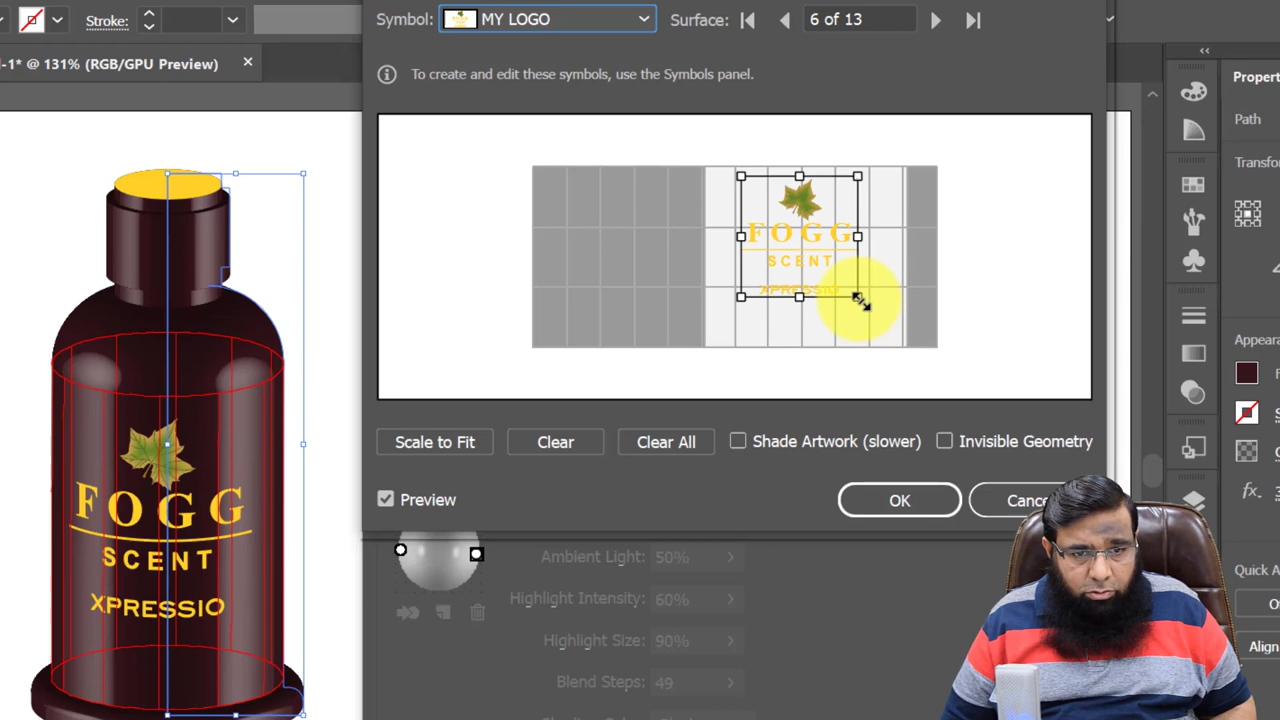 Symbol: MY LOGO Surface: 6 of 13
Stroke:
-1* @ 131% (RGB/GPU Preview)
To create and edit these symbols, use the Symbols panel.
Propert
Path
Transfor
FOGG
SCENT
XPRESSIO
Appeara
FOGG
SCENT
XPRESSIO
Scale to Fit Clear Clear All Shade Artwork (slower) Invisible Geometry
Preview OK Canc
Ambient Light: 50%
Highlight Intensity: 60%
Highlight Size: 90%
Blend Steps: 49
Quick A
Align